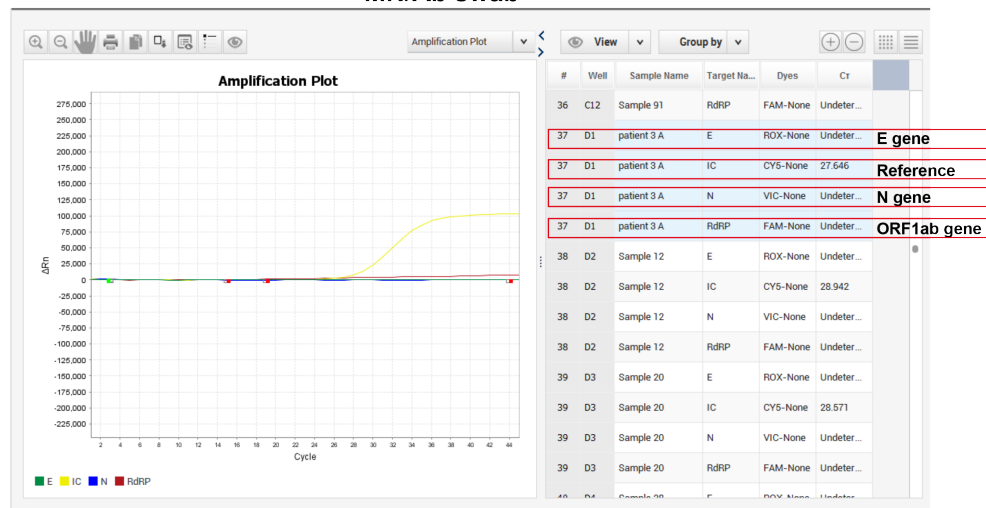 Amplification Plot
View
Group by
Amplification Plot
275,000
250,000
225,000
200,000
175,000
150,000
125,000
100,000
75,000
50,000
25,000
0
-25,000
-50,000
-75,000
-100,000
-125,000
-150,000
-175,000
-200,000
-225,000
ΔRn
2 4 6 8 10 12 14 16 18 20 22 24 26 28 30 32 34 36 38 40 42 44
Cycle
E IC N RdRP
# Well Sample Name Target Na... Dyes CT
36 C12 Sample 91 RdRP FAM-None Undeter...
37 D1 patient 3 A E ROX-None Undeter... E gene
37 D1 patient 3 A IC CY5-None 27.646 Reference
37 D1 patient 3 A N VIC-None Undeter... N gene
37 D1 patient 3 A RdRP FAM-None Undeter... ORF1ab gene
38 D2 Sample 12 E ROX-None Undeter...
38 D2 Sample 12 IC CY5-None 28.942
38 D2 Sample 12 N VIC-None Undeter...
38 D2 Sample 12 RdRP FAM-None Undeter...
39 D3 Sample 20 E ROX-None Undeter...
39 D3 Sample 20 IC CY5-None 28.571
39 D3 Sample 20 N VIC-None Undeter...
39 D3 Sample 20 RdRP FAM-None Undeter...